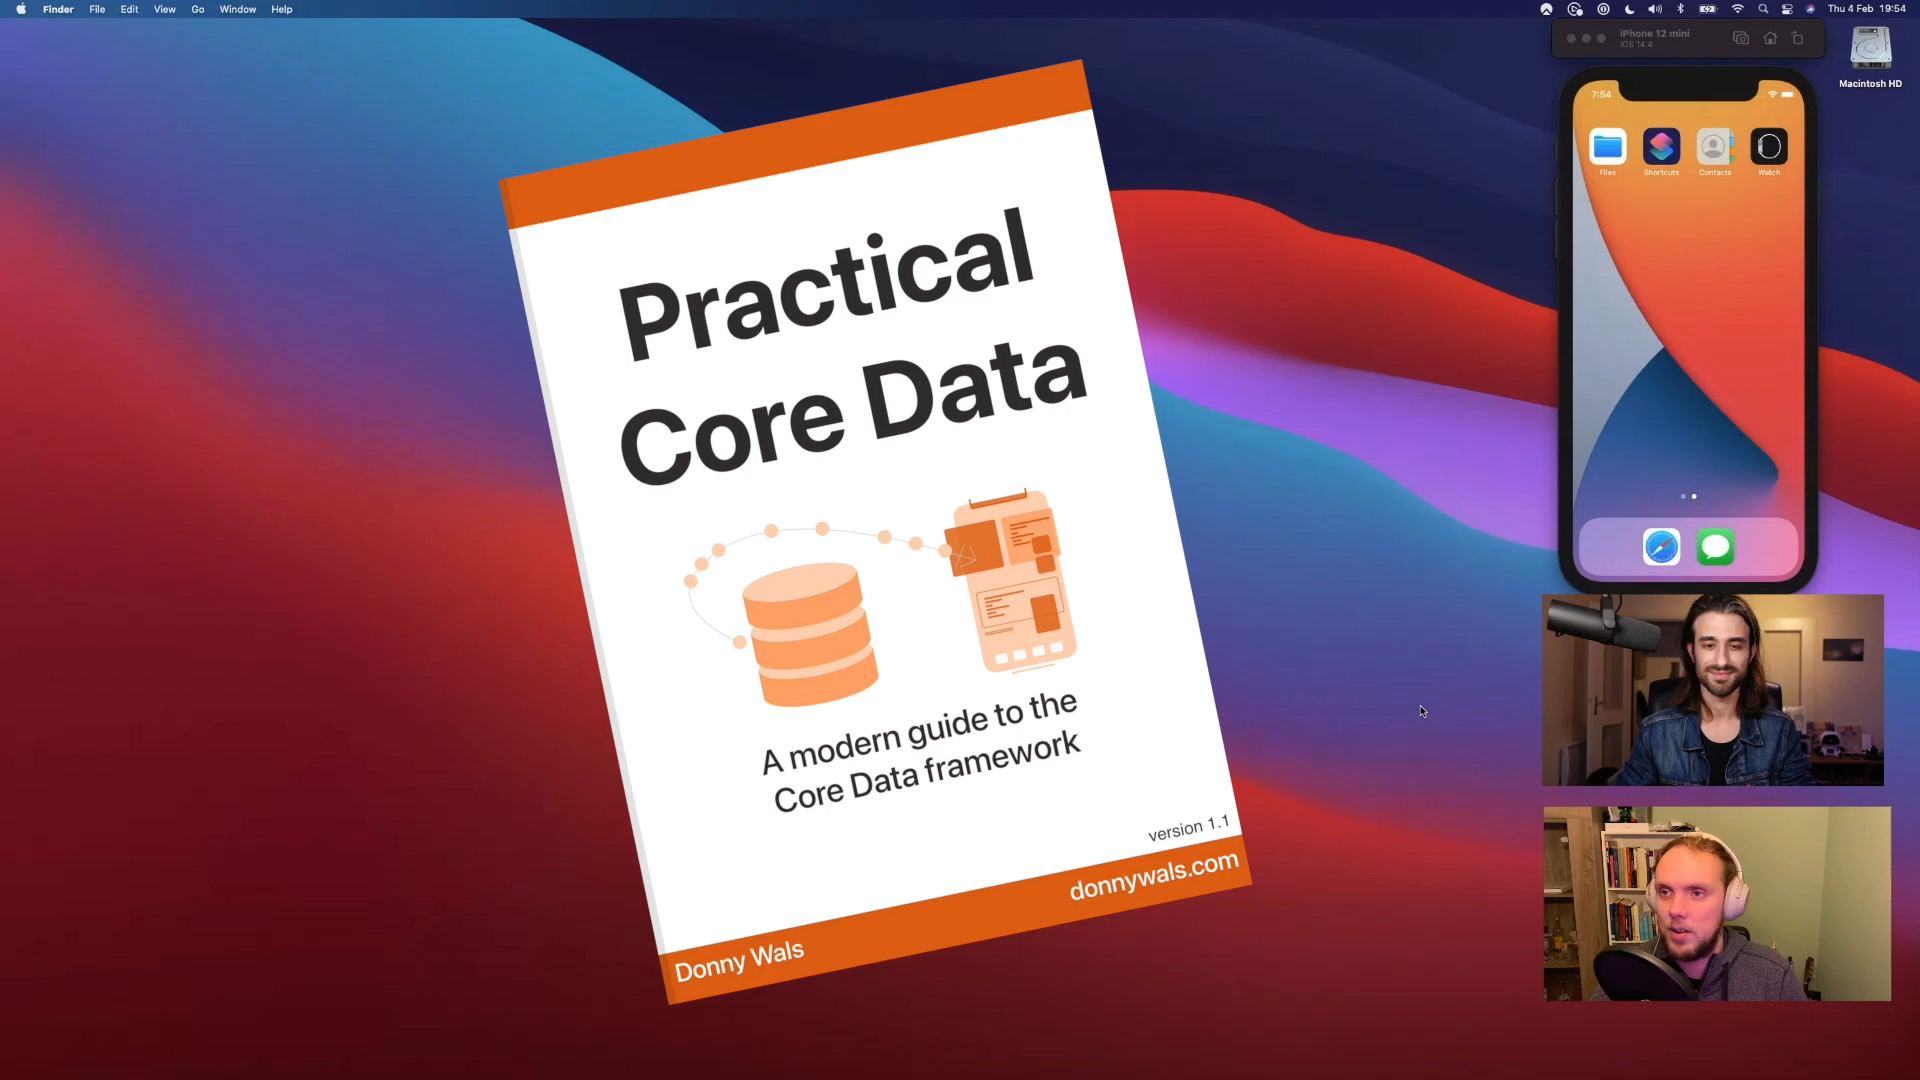 Finder File Edit View Go Window Help
Thu 4 Feb 19:54
iPhone 12 mini
iOS 14.4
Macintosh HD
7:54
Files Shortcuts Contacts Watch
Practical
Core Data
A modern guide to the
Core Data framework
version 1.1
donnywals.com
Donny Wals